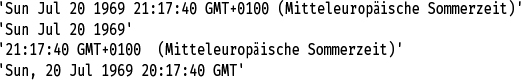 'Sun Jul 20 1969 21:17:40 GMT+0100 (Mitteleuropäische Sommerzeit)'
'Sun Jul 20 1969'
'21:17:40 GMT+0100  (Mitteleuropäische Sommerzeit)'
'Sun, 20 Jul 1969 20:17:40 GMT'